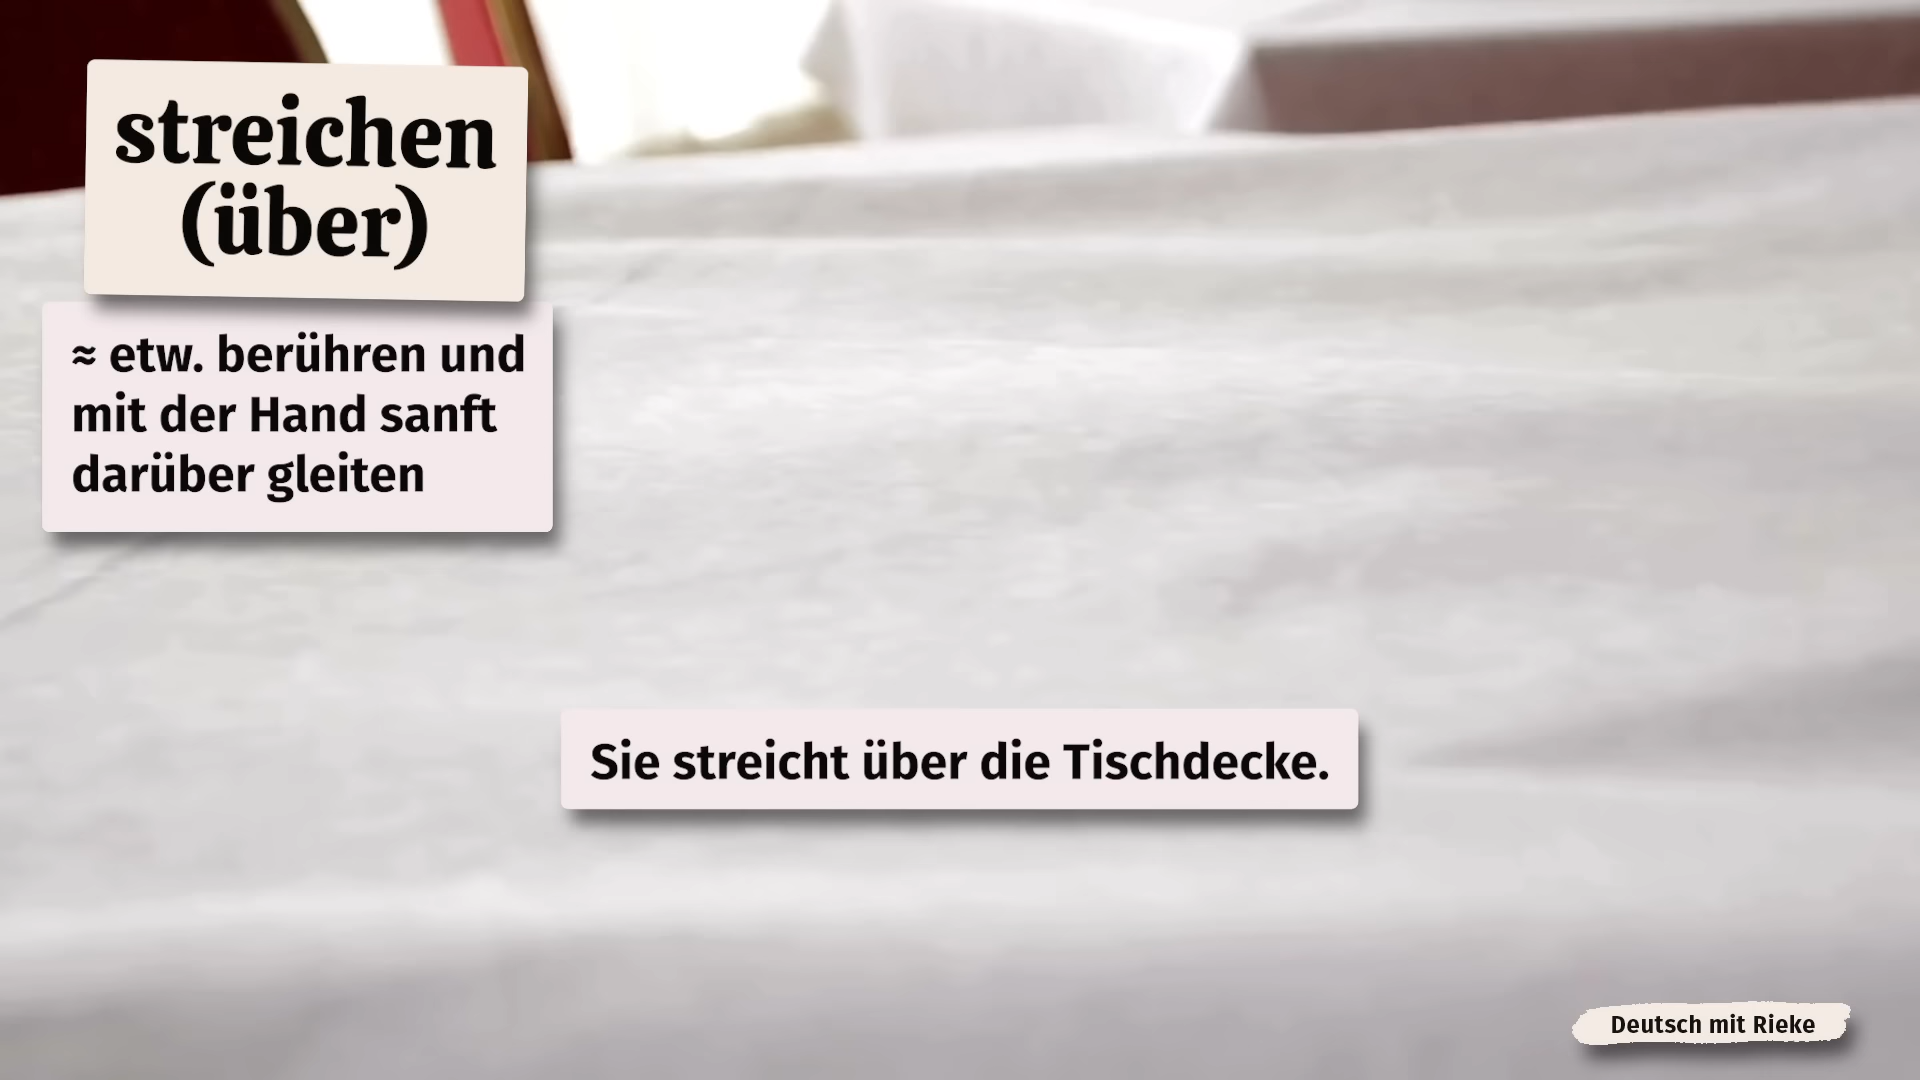 streichen
(über)
≈ etw. berühren und
mit der Hand sanft
darüber gleiten
Sie streicht über die Tischdecke.
Deutsch mit Rieke